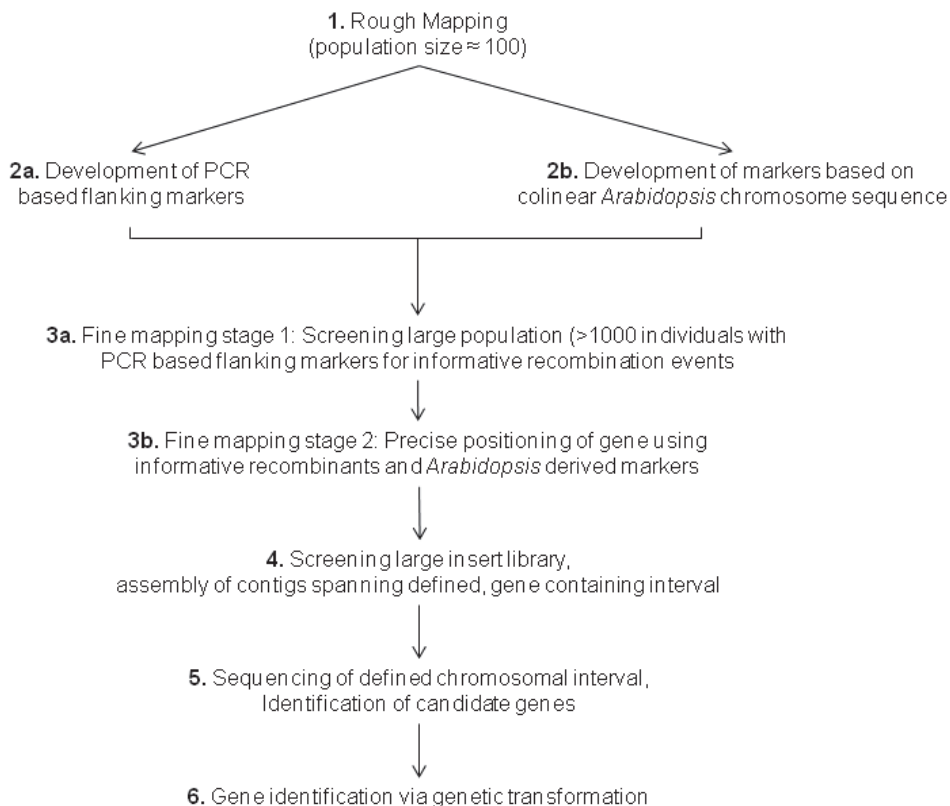 1. Rough Mapping
(population size ≈ 100)
2a. Development of PCR
based flanking markers
2b. Development of markers based on
colinear Arabidopsis chromosome sequence
3a. Fine mapping stage 1: Screening large population (>1000 individuals with
PCR based flanking markers for informative recombination events
3b. Fine mapping stage 2: Precise positioning of gene using
informative recombinants and Arabidopsis derived markers
4. Screening large insert library,
assembly of contigs spanning defined, gene containing interval
5. Sequencing of defined chromosomal interval,
Identification of candidate genes
6. Gene identification via genetic transformation